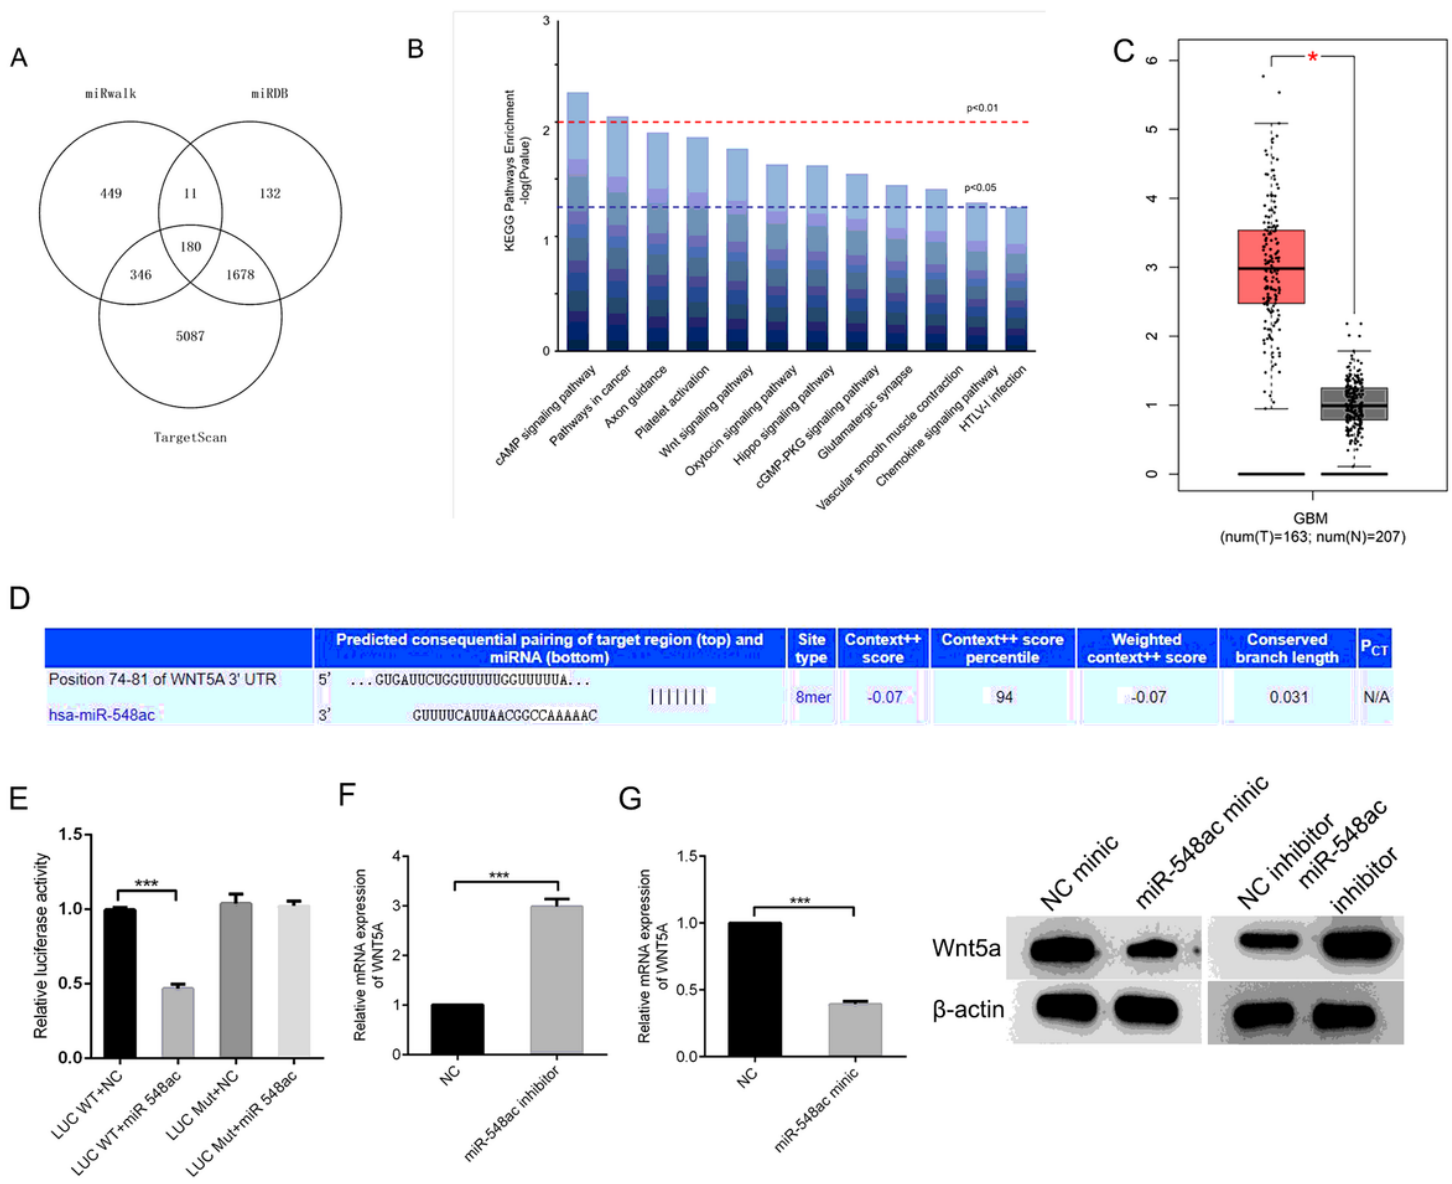 A
miRwalk
miRDB
449
11
132
180
346
1678
5087
TargetScan
B
KEGG Pathways Enrichment
-log(Pvalue)
3
2
1
0
p<0.01
p<0.05
cAMP signaling pathway
Pathways in cancer
Axon guidance
Platelet activation
Wnt signaling pathway
Oxytocin signaling pathway
Hippo signaling pathway
cGMP-PKG signaling pathway
Glutamatergic synapse
Vascular smooth muscle contraction
Chemokine signaling pathway
HTLV-I infection
C
6
5
4
3
2
1
0
*
GBM
(num(T)=163; num(N)=207)
D
Predicted consequential pairing of target region (top) and miRNA (bottom)
Site type
Context++ score
Context++ score percentile
Weighted context++ score
Conserved branch length
PCT
Position 74-81 of WNT5A 3' UTR
5' ...GUGAUUCUGGUUUUUGGUUUUUA...
8mer
-0.07
94
-0.07
0.031
N/A
hsa-miR-548ac
3' GUUUUCAUUAACGGCCAAAAAC
E
Relative luciferase activity
1.5
1.0
0.5
0.0
***
LUC WT+NC
LUC WT+miR 548ac
LUC Mut+NC
LUC Mut+miR 548ac
F
Relative mRNA expression
of WNT5A
4
3
2
1
0
***
NC
miR-548ac inhibitor
G
Relative mRNA expression
of WNT5A
1.5
1.0
0.5
0.0
***
NC
miR-548ac minic
NC minic
miR-548ac minic
NC inhibitor
miR-548ac
inhibitor
Wnt5a
β-actin